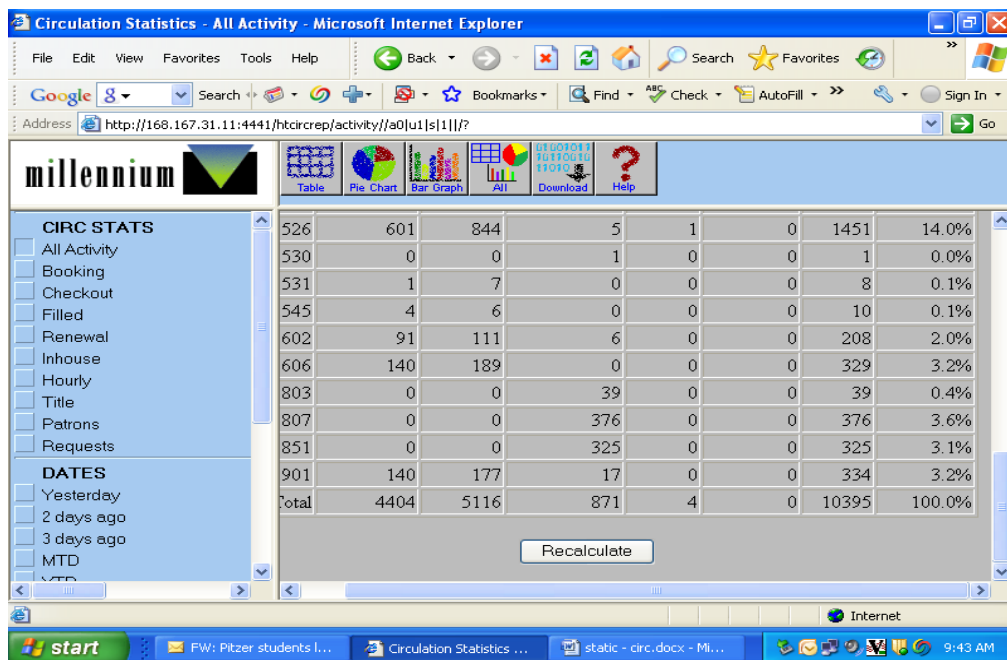 Circulation Statistics - All Activity - Microsoft Internet Explorer
File Edit View Favorites Tools Help Back Search Favorites »
Google Search Bookmarks Find ABC Check AutoFill » Sign In
Address http://168.167.31.11:4441/htcircrep/activity//a0|u1|s|1||/? Go
millennium
Table Pie Chart Bar Graph All Download Help
CIRC STATS
All Activity
Booking
Checkout
Filled
Renewal
Inhouse
Hourly
Title
Patrons
Requests
DATES
Yesterday
2 days ago
3 days ago
MTD
YTD
526 601 844 5 1 0 1451 14.0%
530 0 0 1 0 0 1 0.0%
531 1 7 0 0 0 8 0.1%
545 4 6 0 0 0 10 0.1%
602 91 111 6 0 0 208 2.0%
606 140 189 0 0 0 329 3.2%
803 0 0 39 0 0 39 0.4%
807 0 0 376 0 0 376 3.6%
851 0 0 325 0 0 325 3.1%
901 140 177 17 0 0 334 3.2%
Total 4404 5116 871 4 0 10395 100.0%
Recalculate
Internet
start FW: Pitzer students l... Circulation Statistics ... static - circ.docx - Mi... 9:43 AM